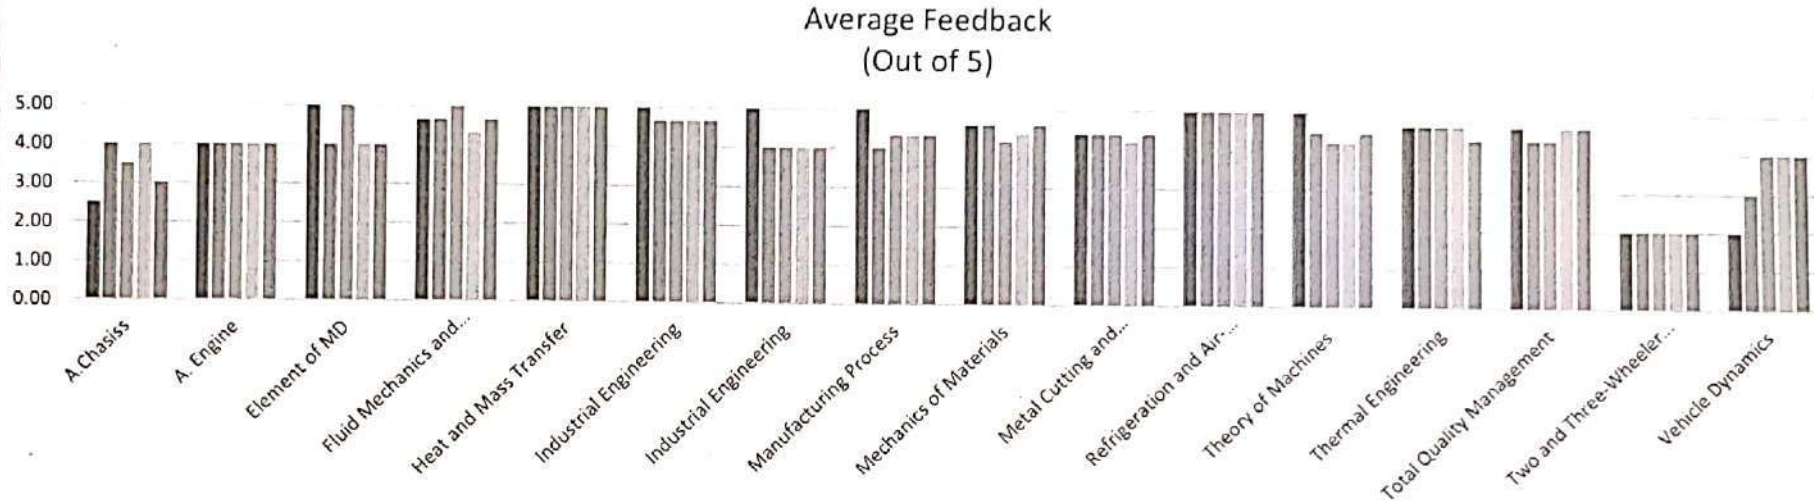 Average Feedback
(Out of 5)
5.00
4.00
3.00
2.00
1.00
0.00
A.Chasiss
A. Engine
Element of MD
Fluid Mechanics and...
Heat and Mass Transfer
Industrial Engineering
Industrial Engineering
Manufacturing Process
Mechanics of Materials
Metal Cutting and...
Refrigeration and Air-...
Theory of Machines
Thermal Engineering
Total Quality Management
Two and Three-Wheeler...
Vehicle Dynamics